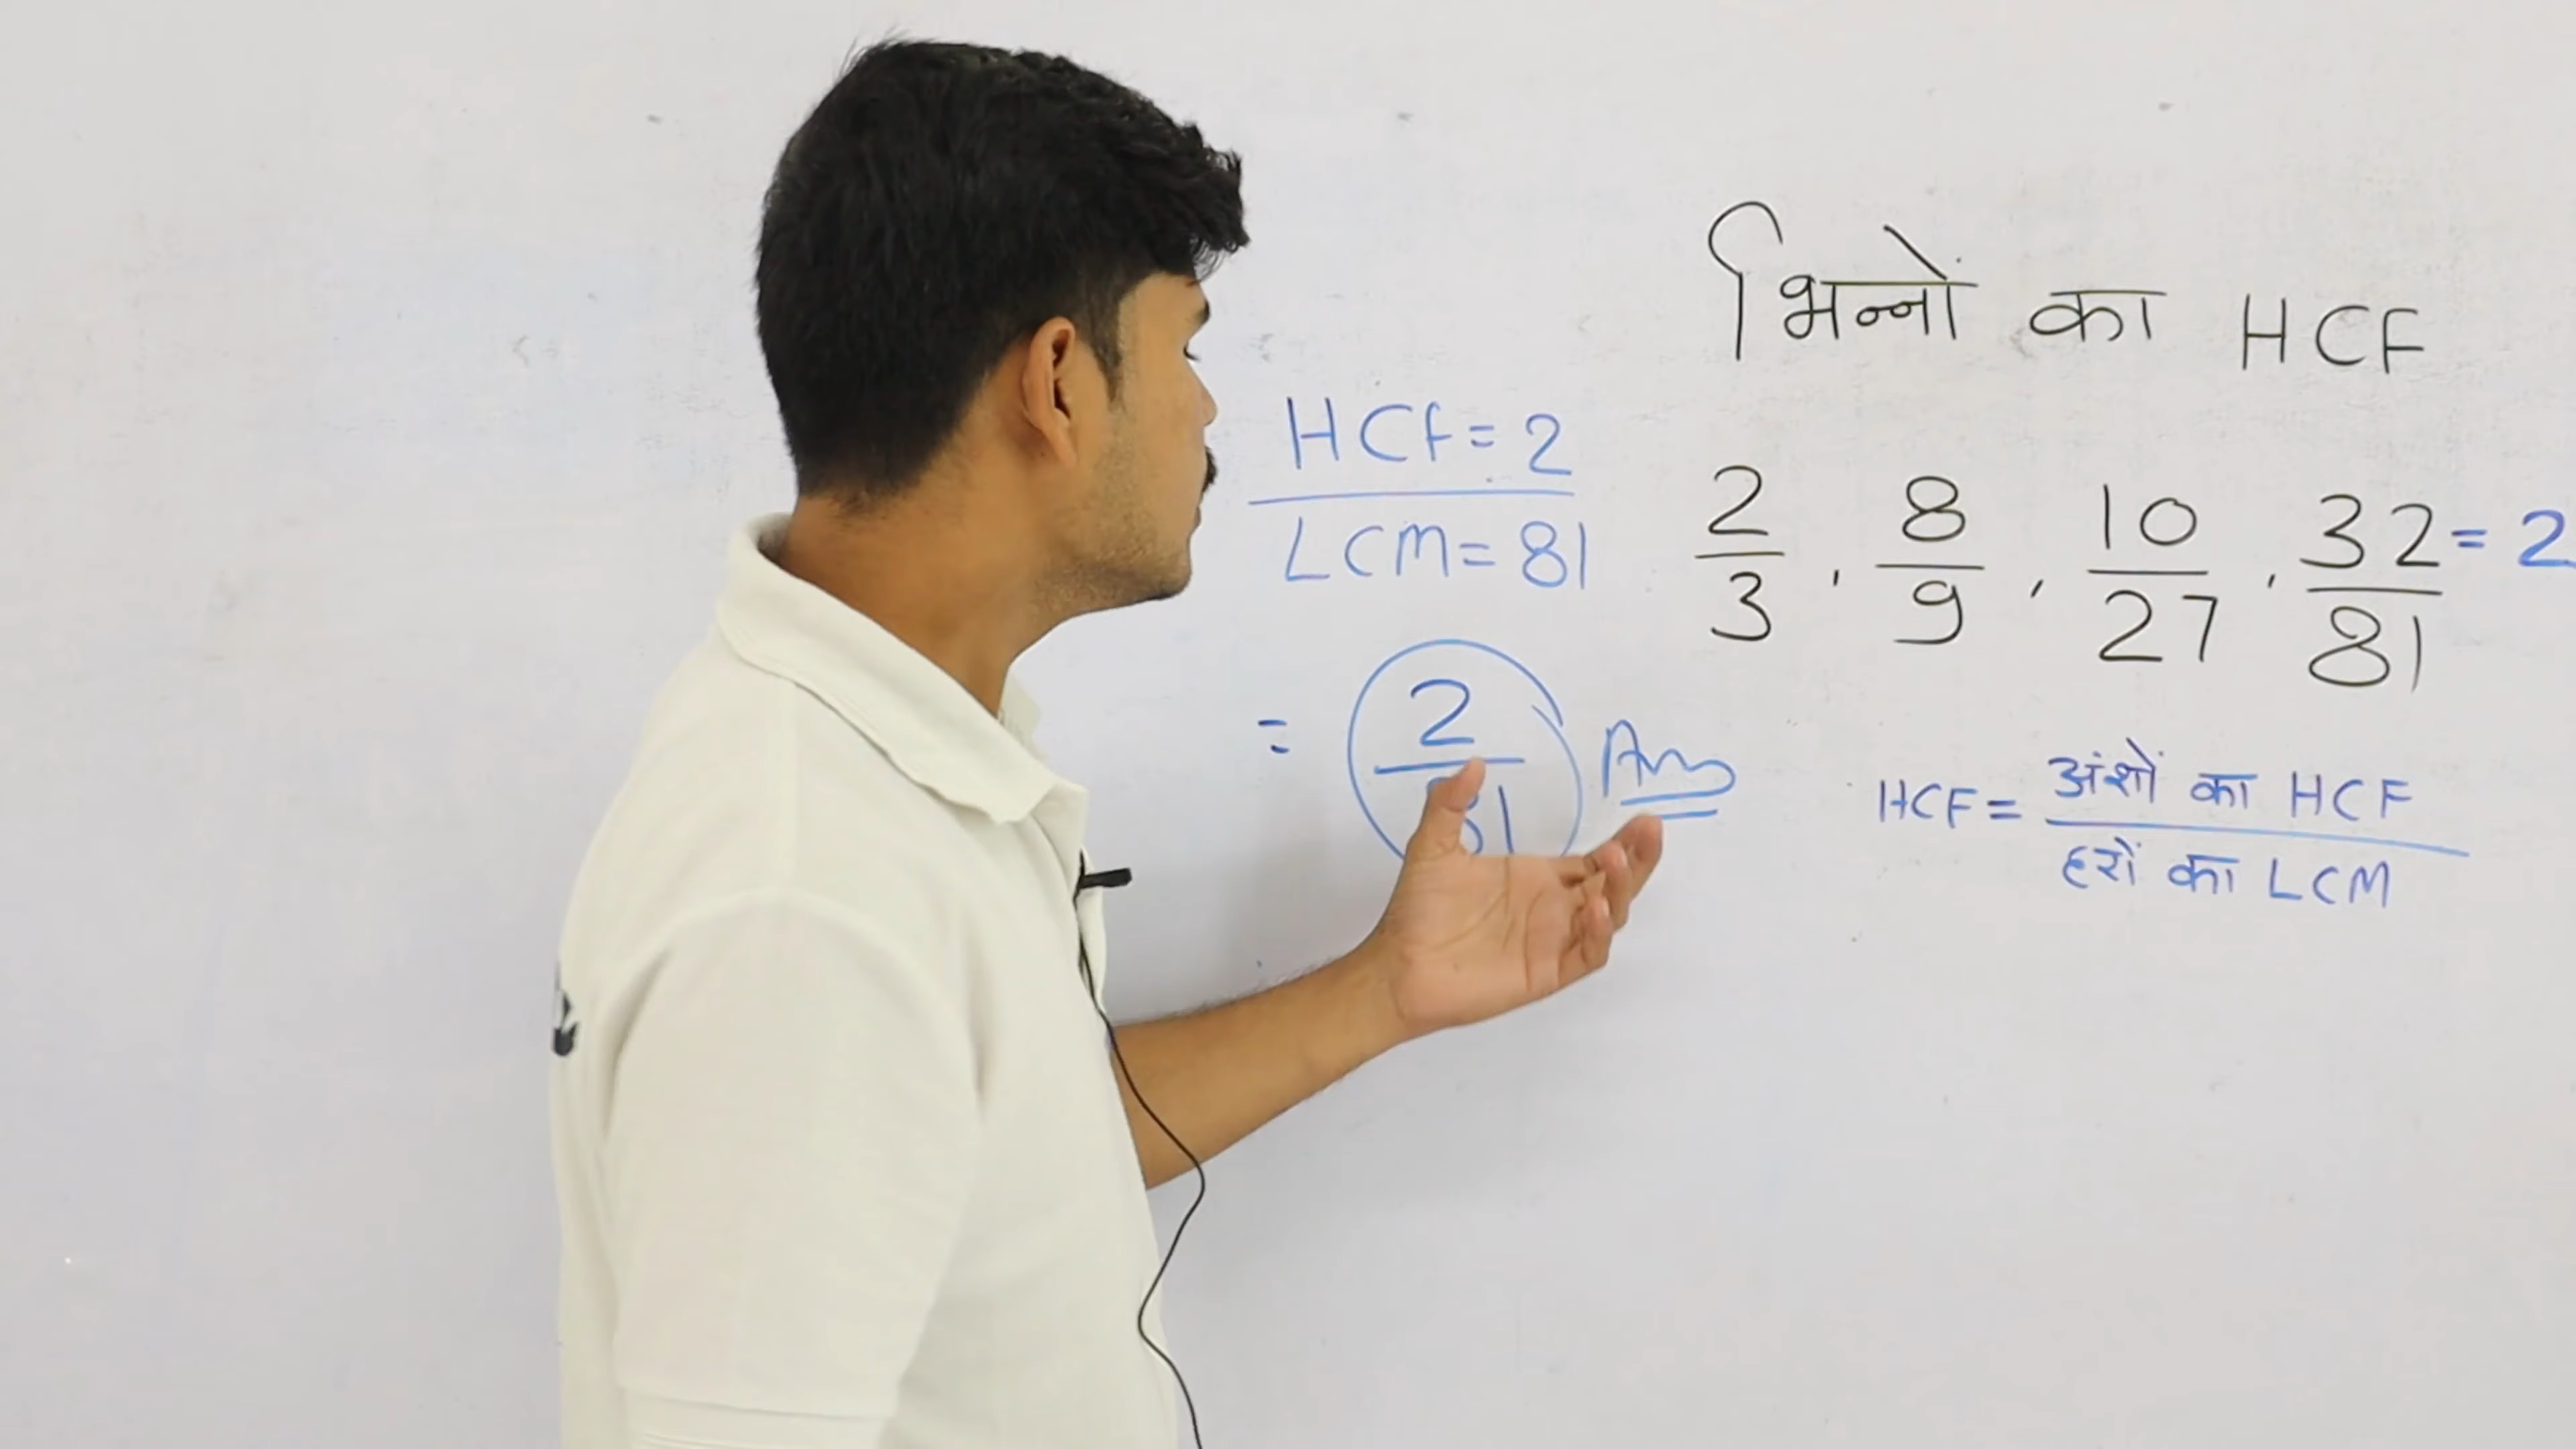 भिन्नों का HCF
HCF = 2
LCM = 81
= 2/81 Ans
2/3 , 8/9 , 10/27 , 32/81 = 2
HCF = अंशों का HCF
हरों का LCM